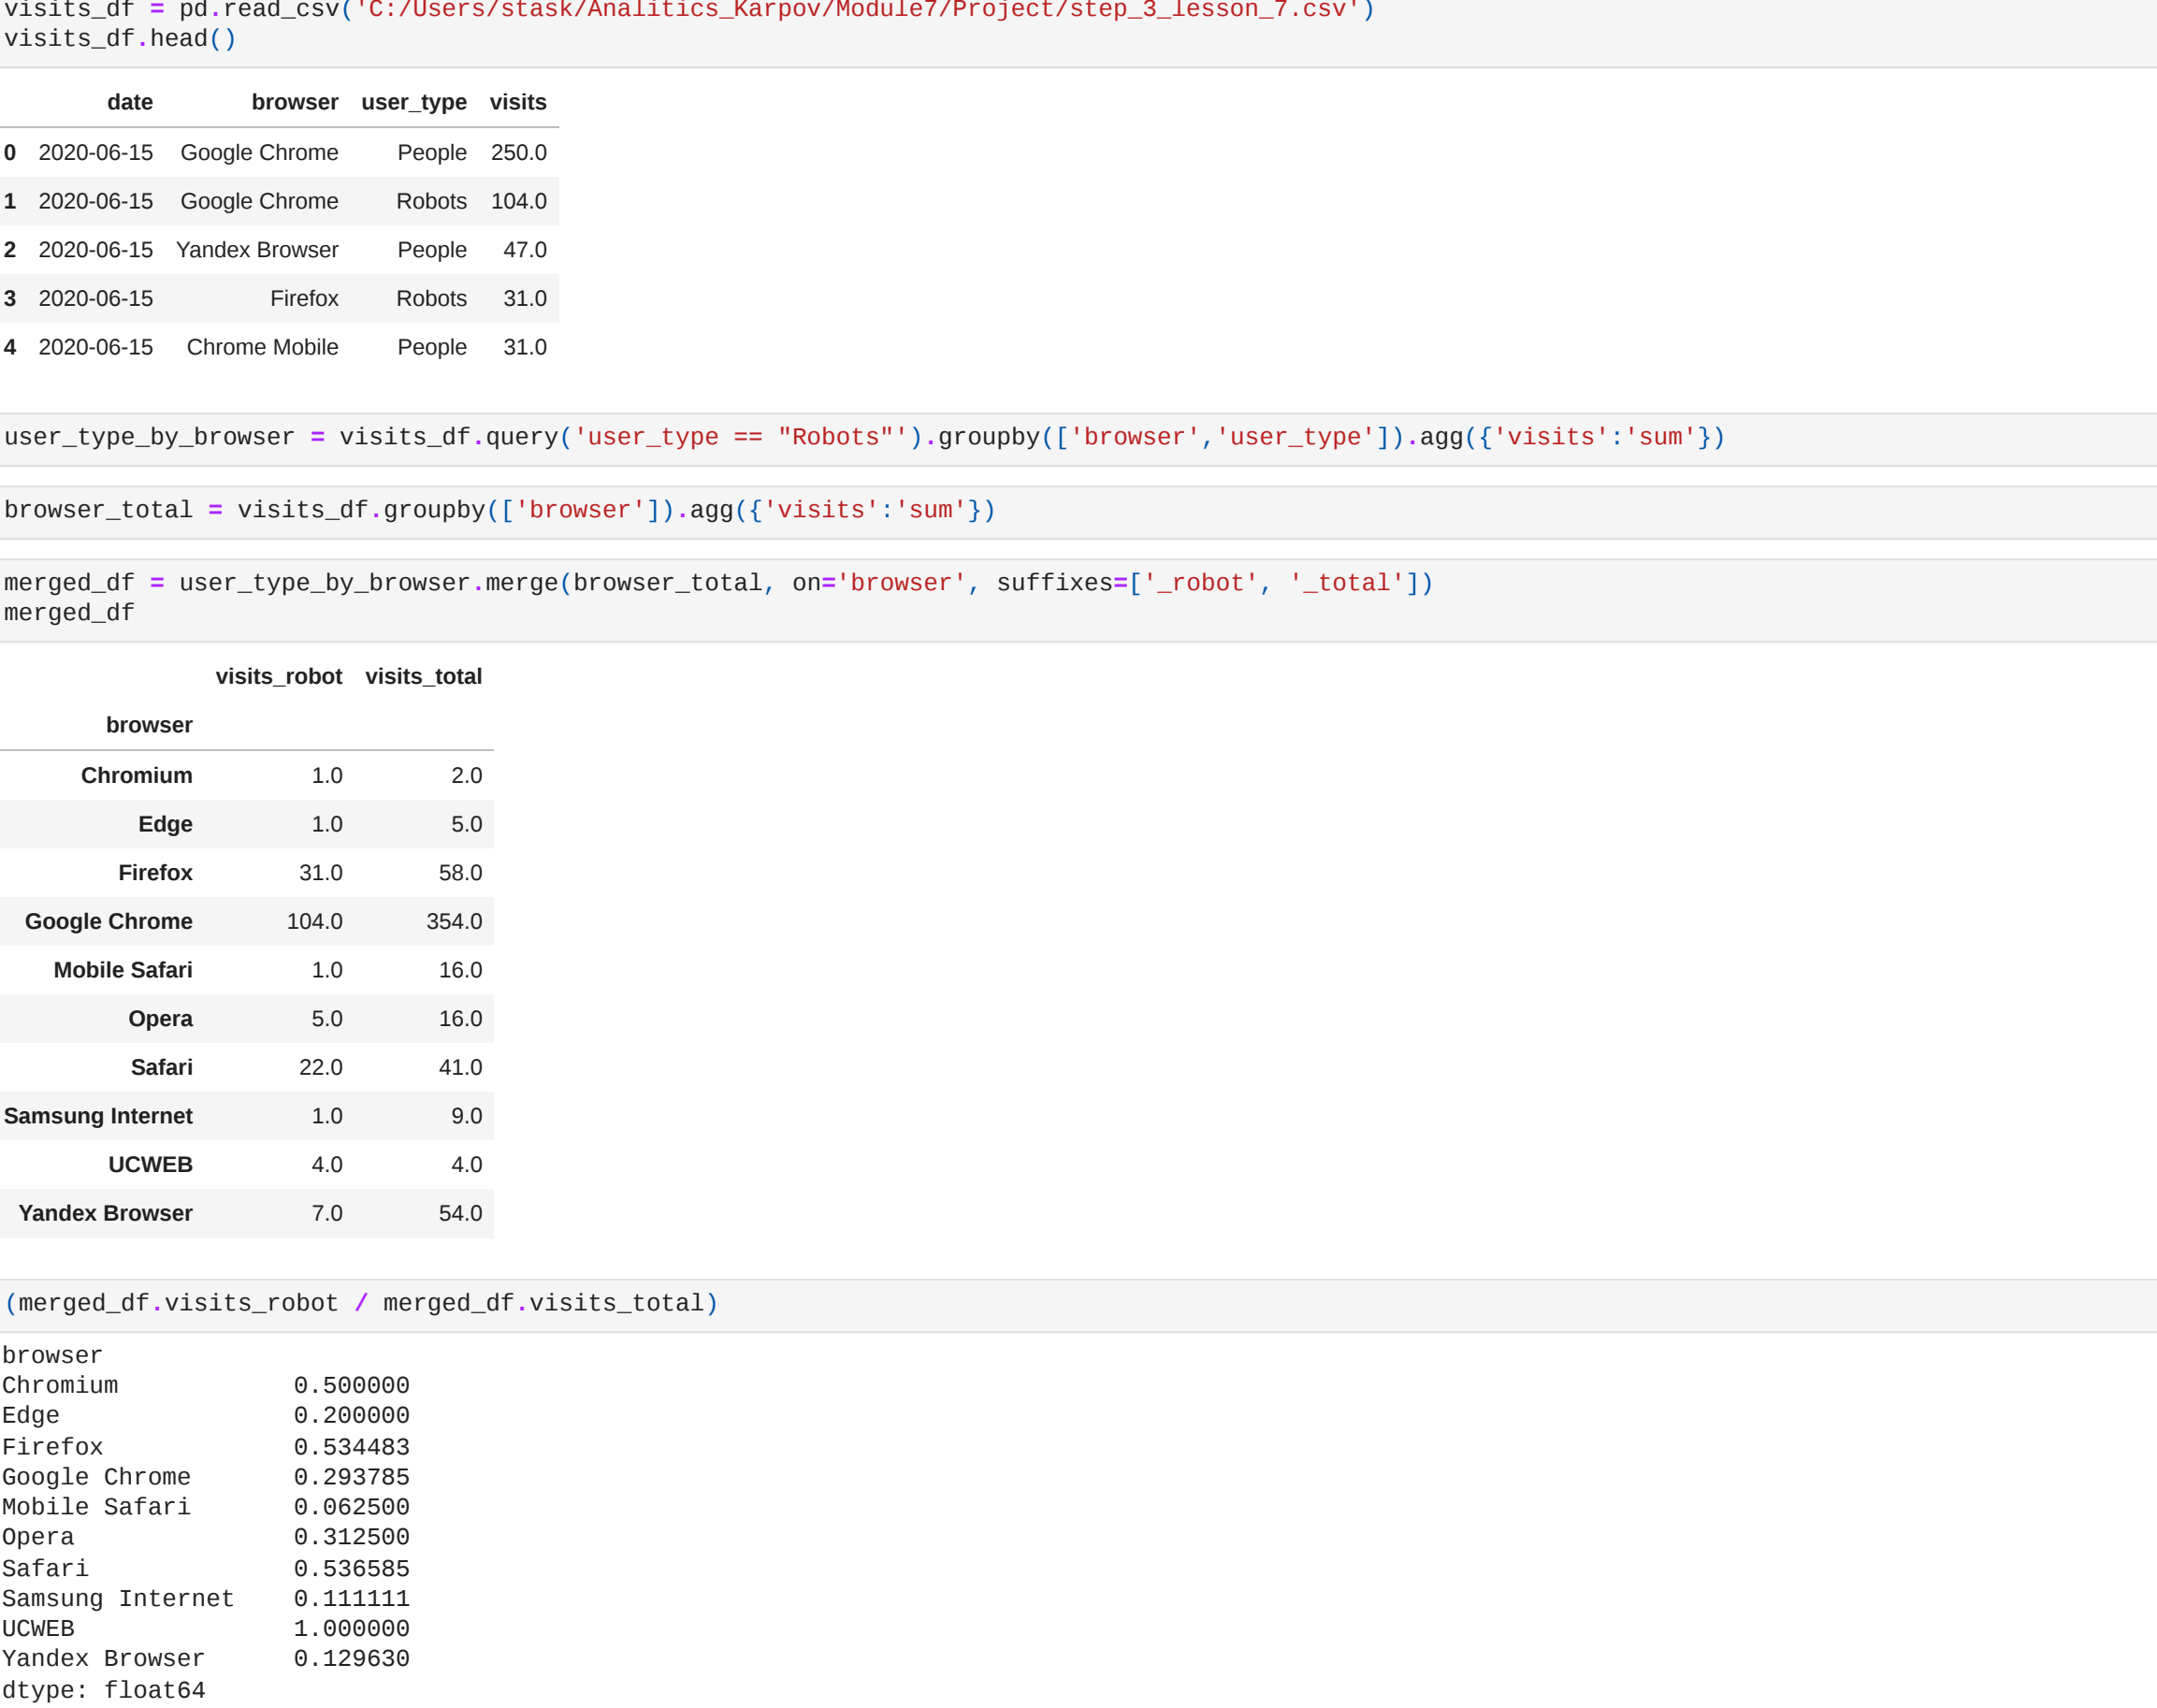 visits_df = pd.read_csv('C:/Users/stask/Analitics_Karpov/Module7/Project/step_3_lesson_7.csv')
visits_df.head()
date browser user_type visits
0 2020-06-15 Google Chrome People 250.0
1 2020-06-15 Google Chrome Robots 104.0
2 2020-06-15 Yandex Browser People 47.0
3 2020-06-15 Firefox Robots 31.0
4 2020-06-15 Chrome Mobile People 31.0
user_type_by_browser = visits_df.query('user_type == "Robots"').groupby(['browser','user_type']).agg({'visits':'sum'})
browser_total = visits_df.groupby(['browser']).agg({'visits':'sum'})
merged_df = user_type_by_browser.merge(browser_total, on='browser', suffixes=['_robot', '_total'])
merged_df
visits_robot visits_total
browser
Chromium 1.0 2.0
Edge 1.0 5.0
Firefox 31.0 58.0
Google Chrome 104.0 354.0
Mobile Safari 1.0 16.0
Opera 5.0 16.0
Safari 22.0 41.0
Samsung Internet 1.0 9.0
UCWEB 4.0 4.0
Yandex Browser 7.0 54.0
(merged_df.visits_robot / merged_df.visits_total)
browser
Chromium 0.500000
Edge 0.200000
Firefox 0.534483
Google Chrome 0.293785
Mobile Safari 0.062500
Opera 0.312500
Safari 0.536585
Samsung Internet 0.111111
UCWEB 1.000000
Yandex Browser 0.129630
dtype: float64